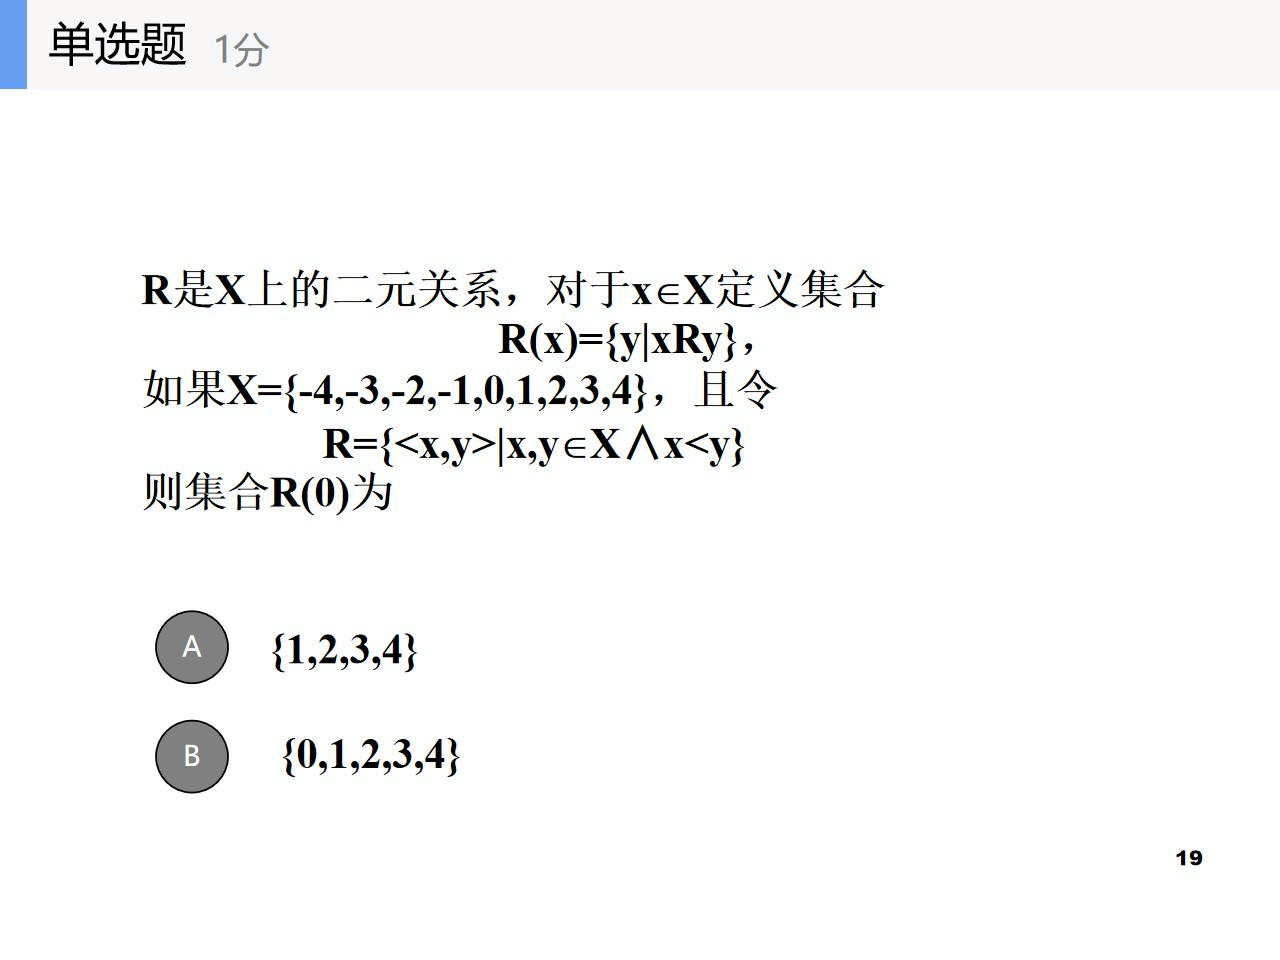 单选题 1分
R是X上的二元关系，对于x∈X定义集合
R(x)={y|xRy}，
如果X={-4,-3,-2,-1,0,1,2,3,4}，且令
R={<x,y>|x,y∈X∧x<y}
则集合R(0)为
A {1,2,3,4}
B {0,1,2,3,4}
19